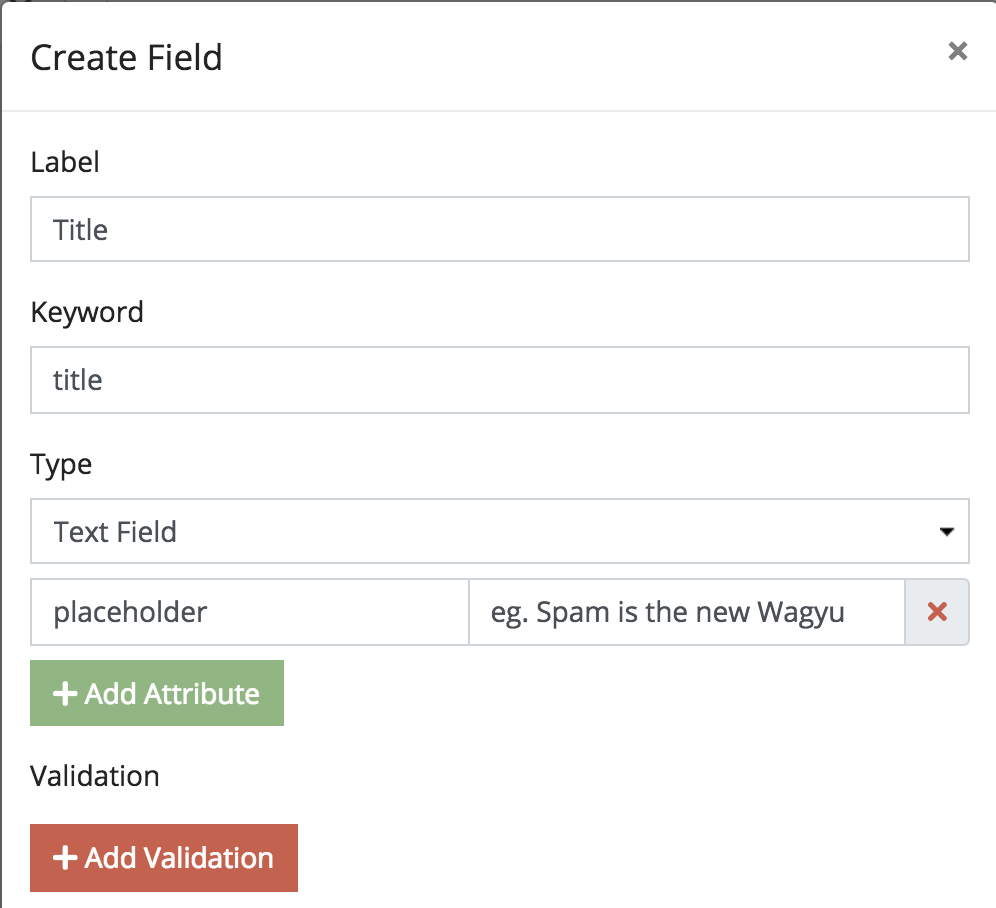 Create Field
Label
Title
Keyword
title
Type
Text Field
placeholder eg. Spam is the new Wagyu
Add Attribute
Validation
Add Validation